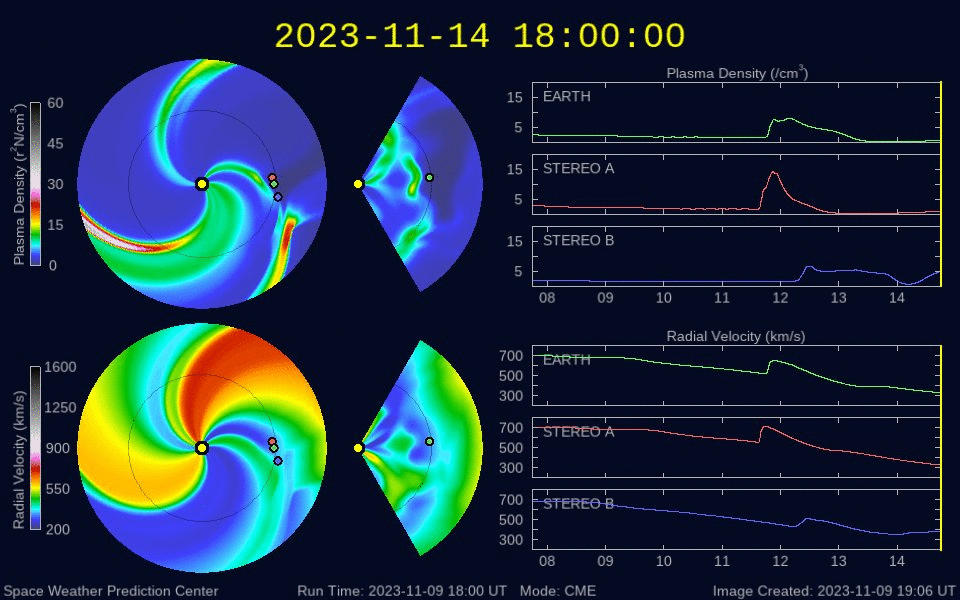 2023-11-14 18:00:00
Plasma Density (r²N/cm³)
60
45
30
15
0
Plasma Density (/cm³)
EARTH
15
5
STEREO A
15
5
STEREO B
15
5
08 09 10 11 12 13 14
Radial Velocity (km/s)
1600
1250
900
550
200
Radial Velocity (km/s)
EARTH
700
500
300
STEREO A
700
500
300
STEREO B
700
500
300
08 09 10 11 12 13 14
Space Weather Prediction Center Run Time: 2023-11-09 18:00 UT Mode: CME Image Created: 2023-11-09 19:06 UT